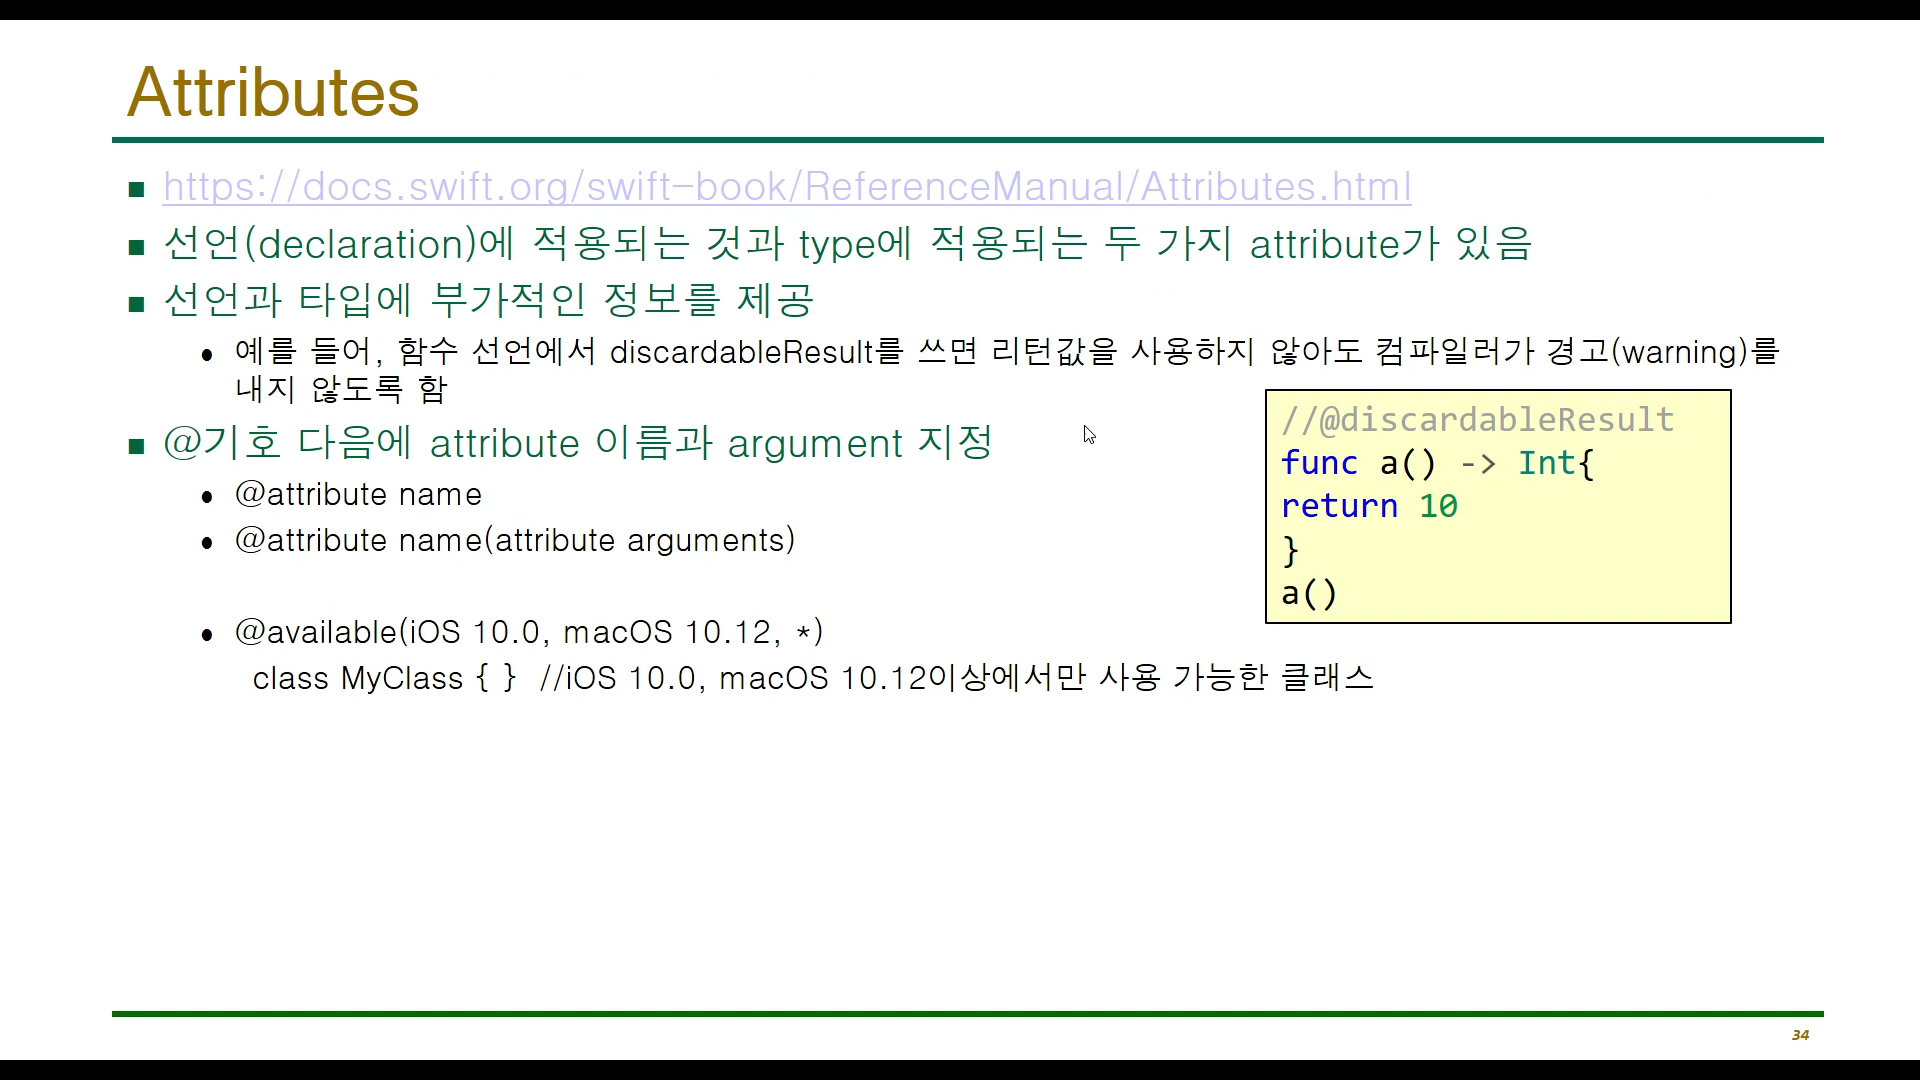 Attributes
https://docs.swift.org/swift-book/ReferenceManual/Attributes.html
선언(declaration)에 적용되는 것과 type에 적용되는 두 가지 attribute가 있음
선언과 타입에 부가적인 정보를 제공
예를 들어, 함수 선언에서 discardableResult를 쓰면 리턴값을 사용하지 않아도 컴파일러가 경고(warning)를
내지 않도록 함
@기호 다음에 attribute 이름과 argument 지정
@attribute name
@attribute name(attribute arguments)
@available(iOS 10.0, macOS 10.12, *)
class MyClass { } //iOS 10.0, macOS 10.12이상에서만 사용 가능한 클래스
//@discardableResult
func a() -> Int{
return 10
}
a()
34